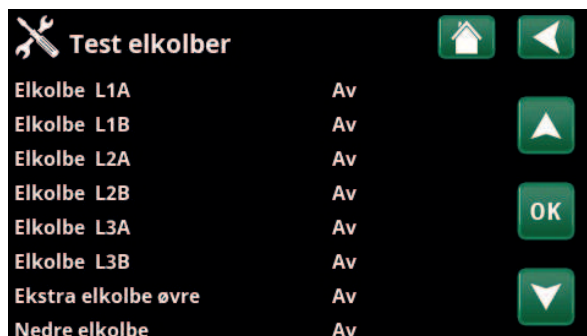 Test elkolber
Elkolbe L1A Av
Elkolbe L1B Av
Elkolbe L2A Av
Elkolbe L2B Av
Elkolbe L3A Av
Elkolbe L3B Av
Ekstra elkolbe øvre Av
Nedre elkolbe Av
OK